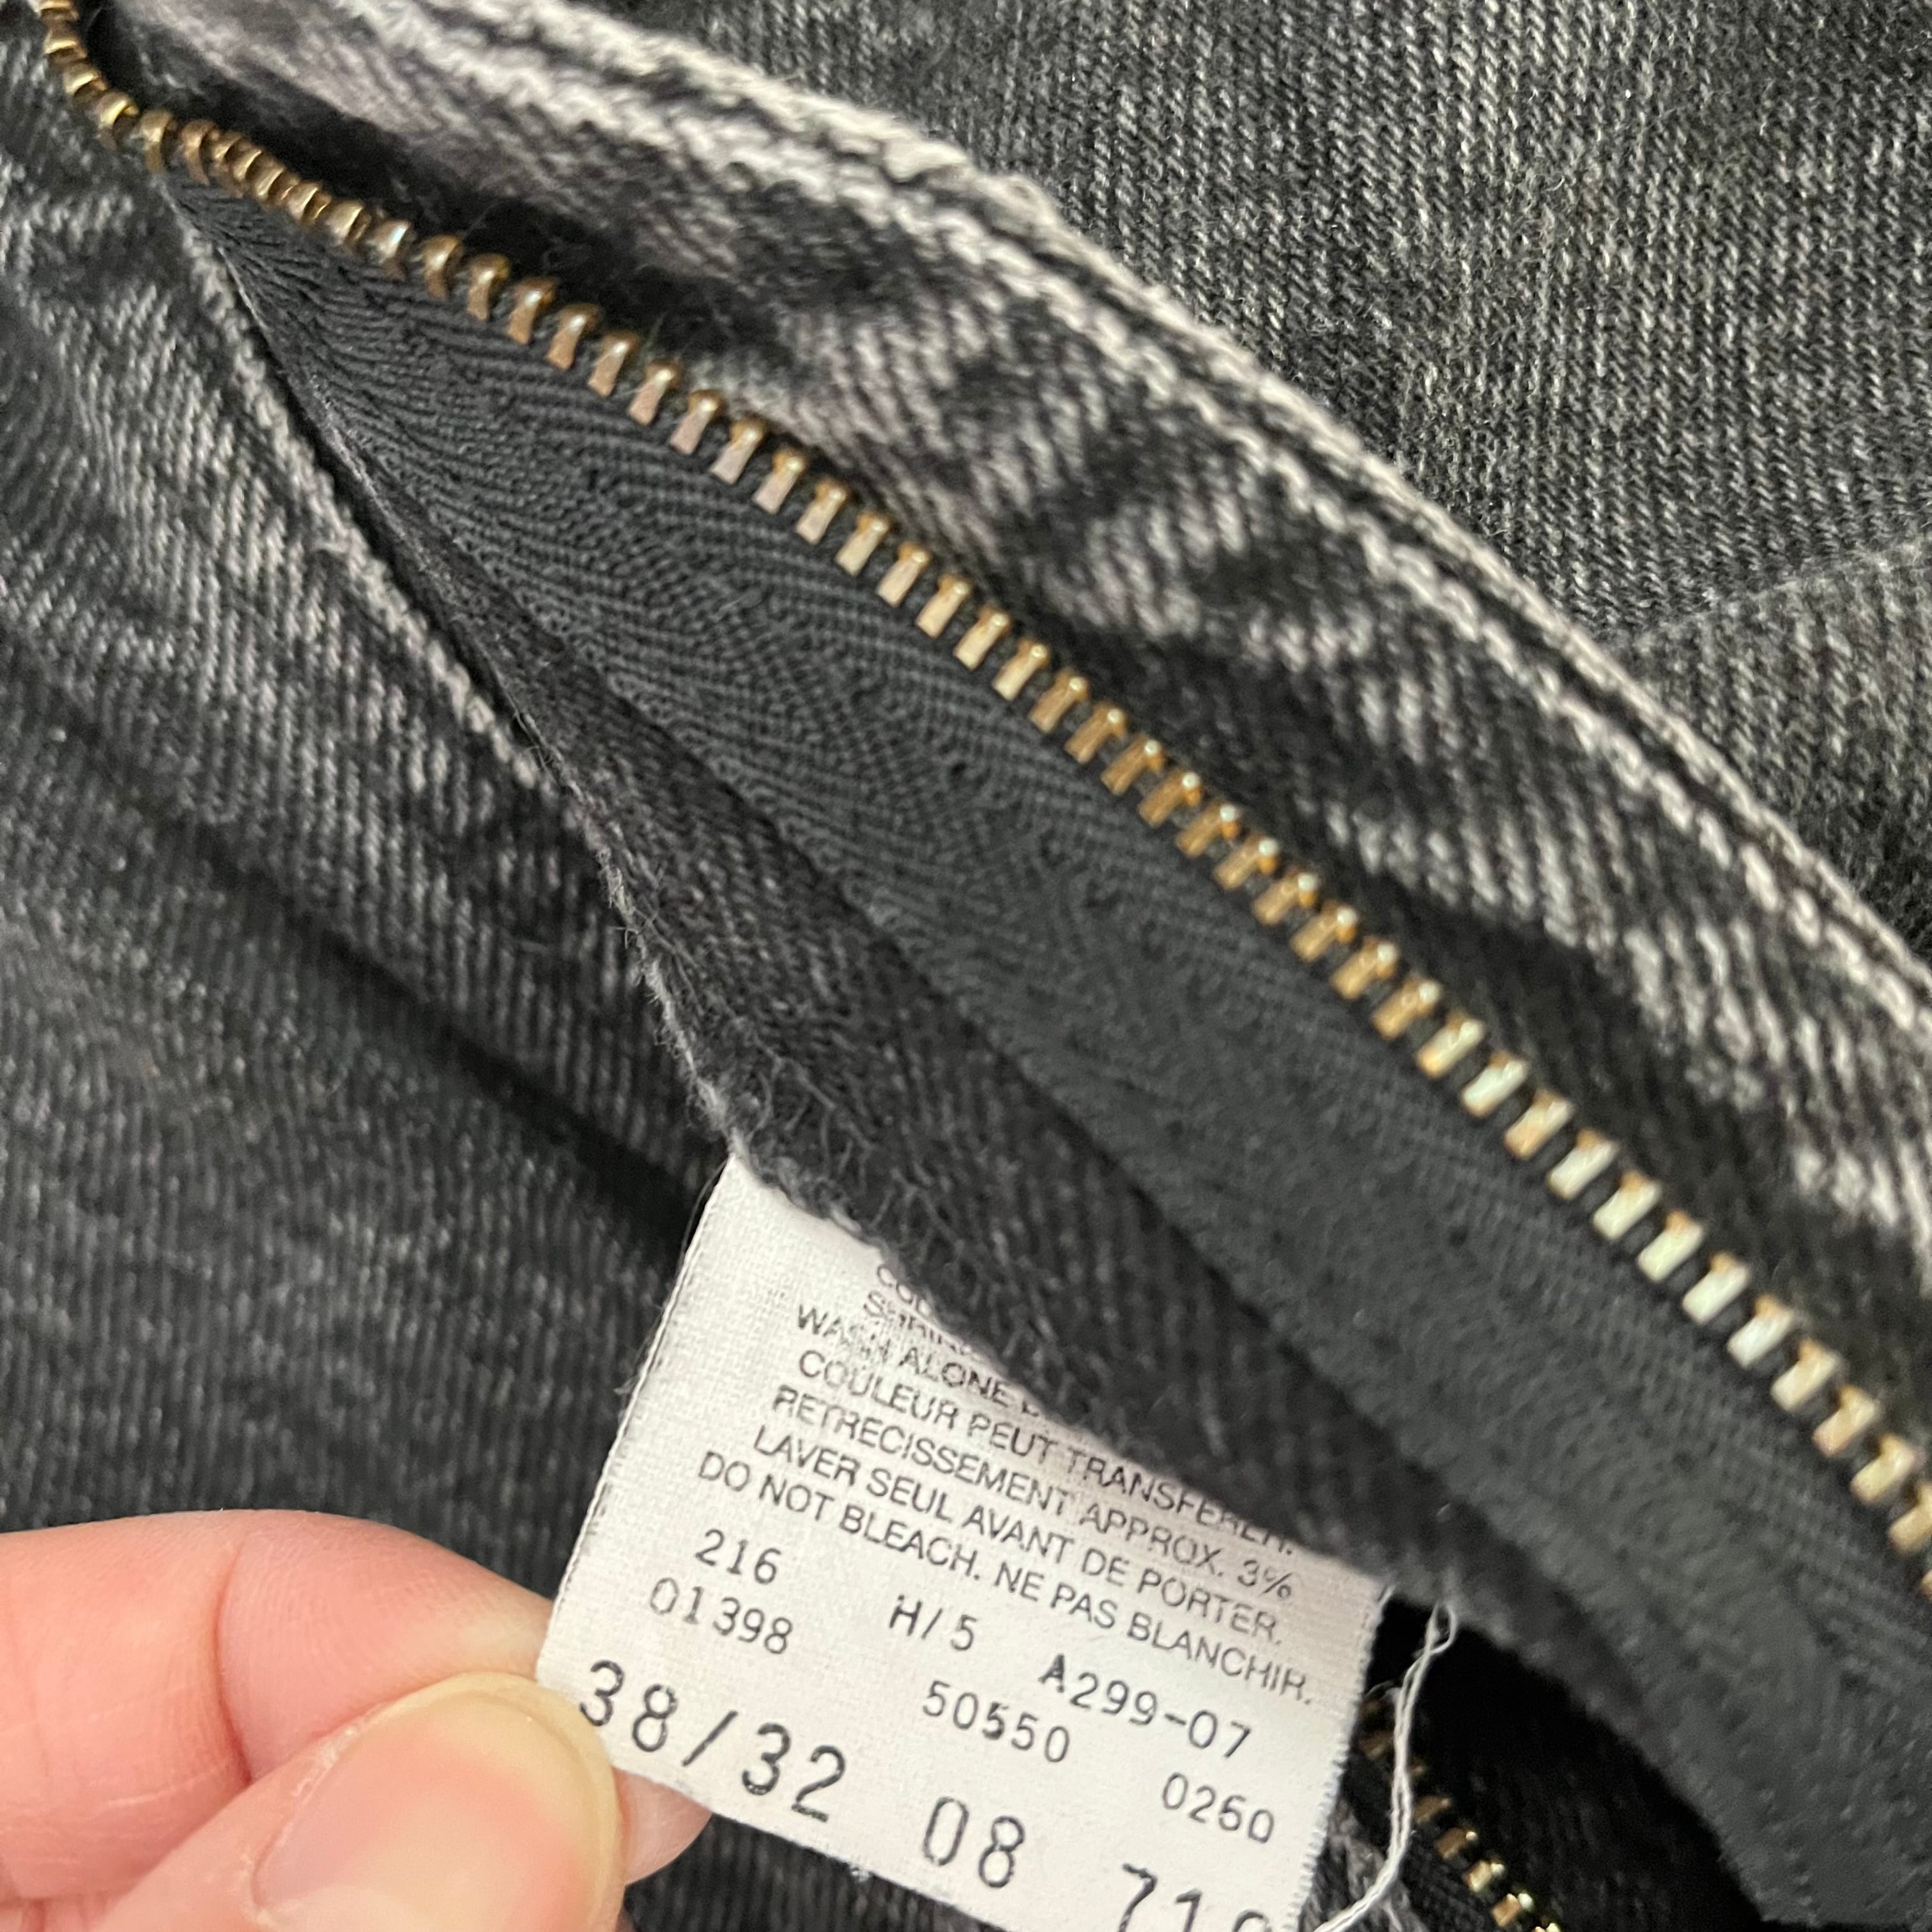 WASH ALONE
COULEUR PEUT TRANSFERER.
RETRECISSEMENT APPROX. 3%
LAVER SEUL AVANT DE PORTER.
DO NOT BLEACH. NE PAS BLANCHIR.
216 H/5 A299-07
01398 50550 0260
38/32 08